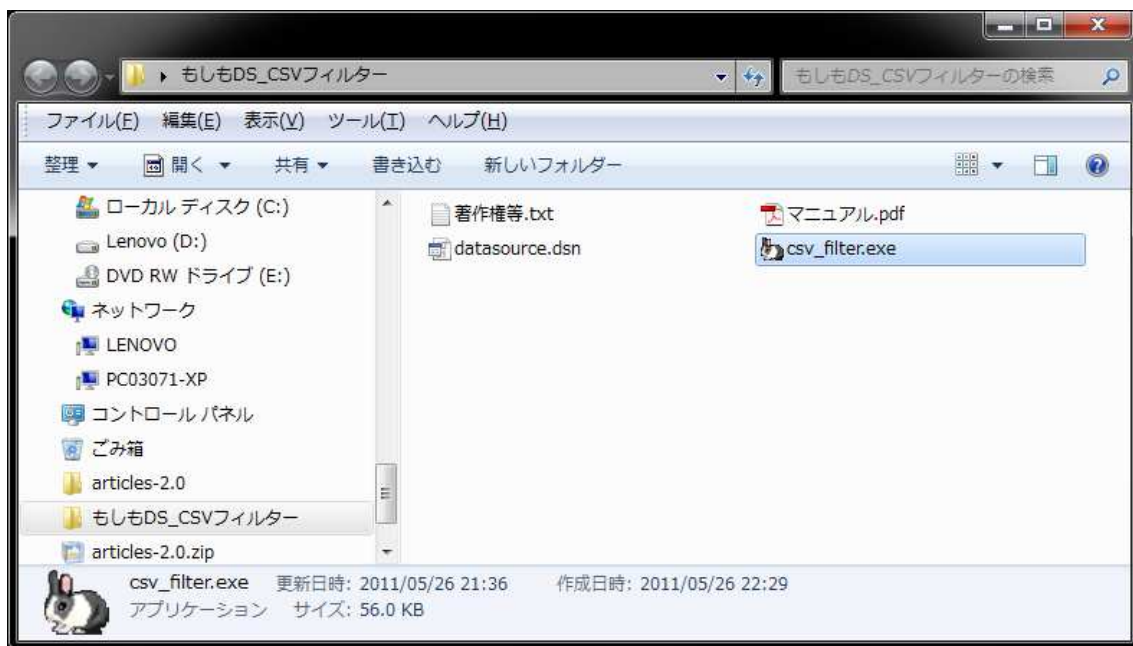 もしもDS_CSVフィルター
もしもDS_CSVフィルターの検索
ファイル(F) 編集(E) 表示(V) ツール(T) ヘルプ(H)
整理 開く 共有 書き込む 新しいフォルダー
ローカル ディスク (C:)
Lenovo (D:)
DVD RW ドライブ (E:)
ネットワーク
LENOVO
PC03071-XP
コントロール パネル
ごみ箱
articles-2.0
もしもDS_CSVフィルター
articles-2.0.zip
著作権等.txt
マニュアル.pdf
datasource.dsn
csv_filter.exe
csv_filter.exe 更新日時: 2011/05/26 21:36 作成日時: 2011/05/26 22:29
アプリケーション サイズ: 56.0 KB